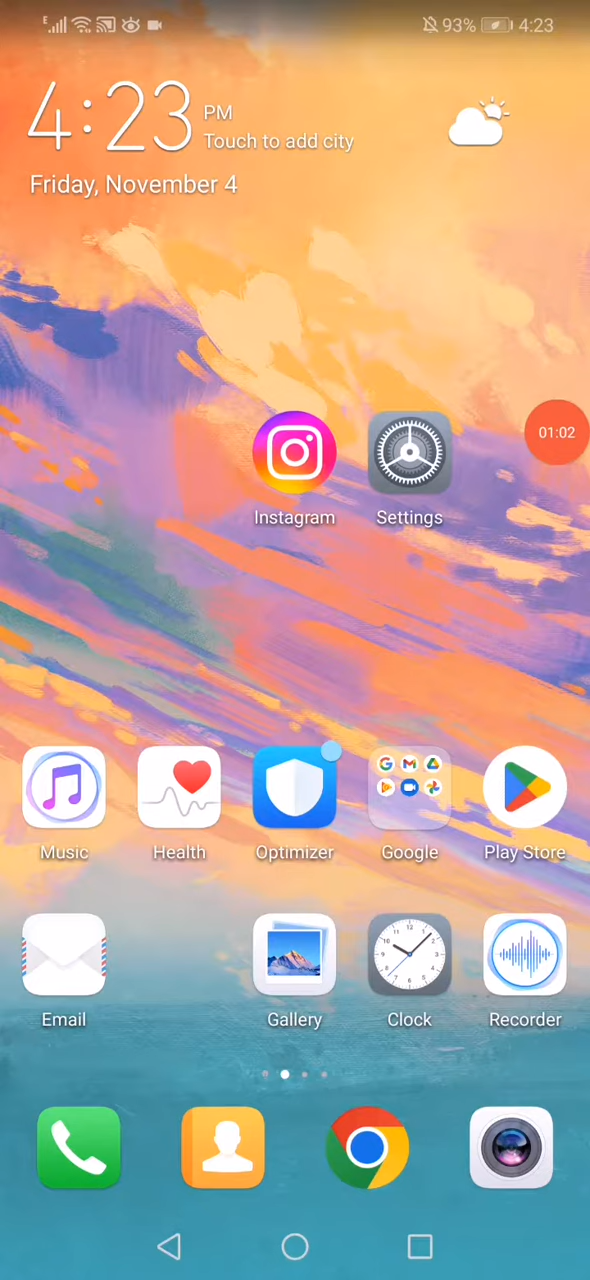 E 93% 4:23
4:23 PM
Touch to add city
Friday, November 4
01:02
Instagram Settings
Music Health Optimizer Google Play Store
Email Gallery Clock Recorder